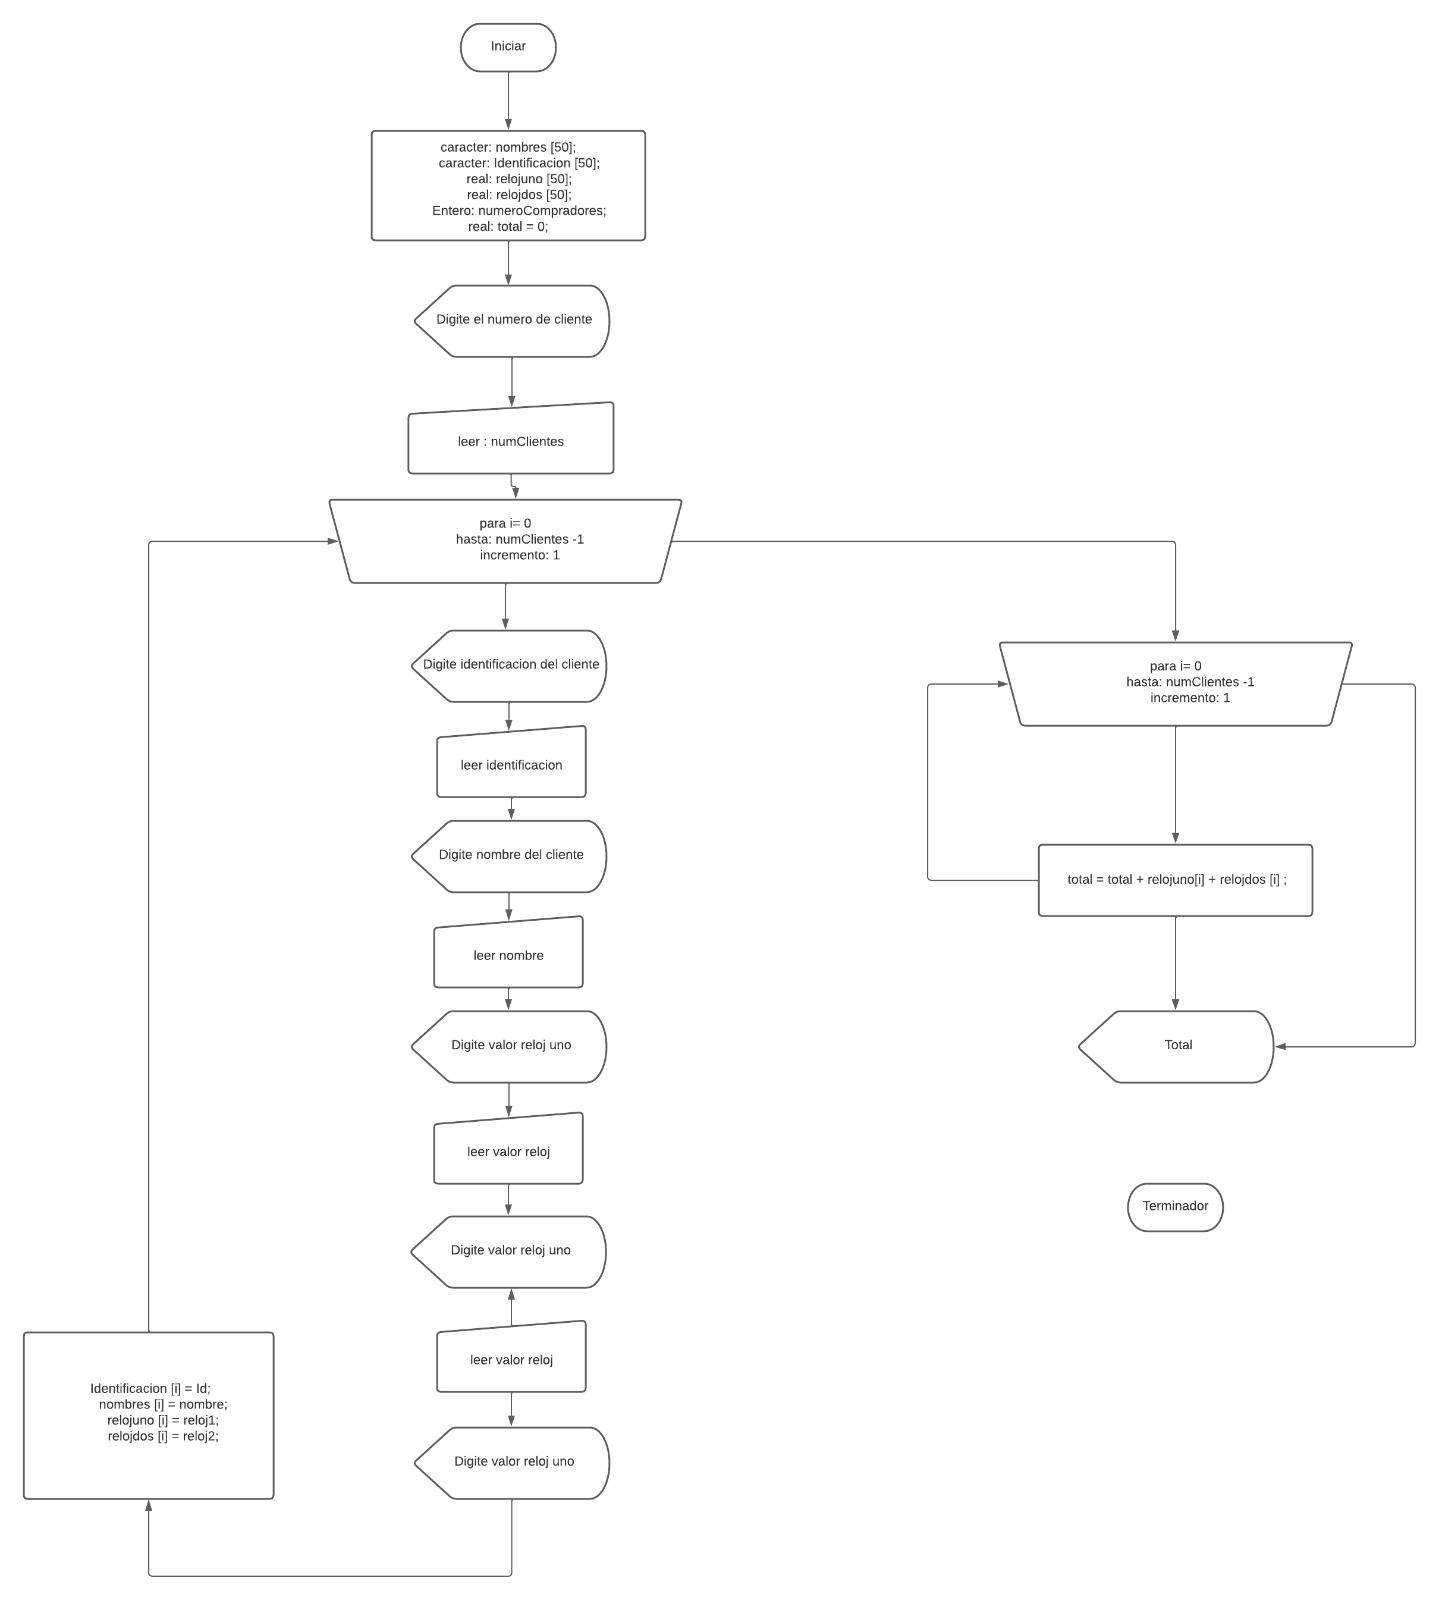 Iniciar
caracter: nombres [50];
caracter: Identificacion [50];
real: relojuno [50];
real: relojdos [50];
Entero: numeroCompradores;
real: total = 0;
Digite el numero de cliente
leer : numClientes
para i= 0
hasta: numClientes -1
incremento: 1
Digite identificacion del cliente
leer identificacion
Digite nombre del cliente
leer nombre
Digite valor reloj uno
leer valor reloj
Digite valor reloj uno
leer valor reloj
Digite valor reloj uno
Identificacion [i] = Id;
nombres [i] = nombre;
relojuno [i] = reloj1;
relojdos [i] = reloj2;
para i= 0
hasta: numClientes -1
incremento: 1
total = total + relojuno[i] + relojdos [i] ;
Total
Terminador